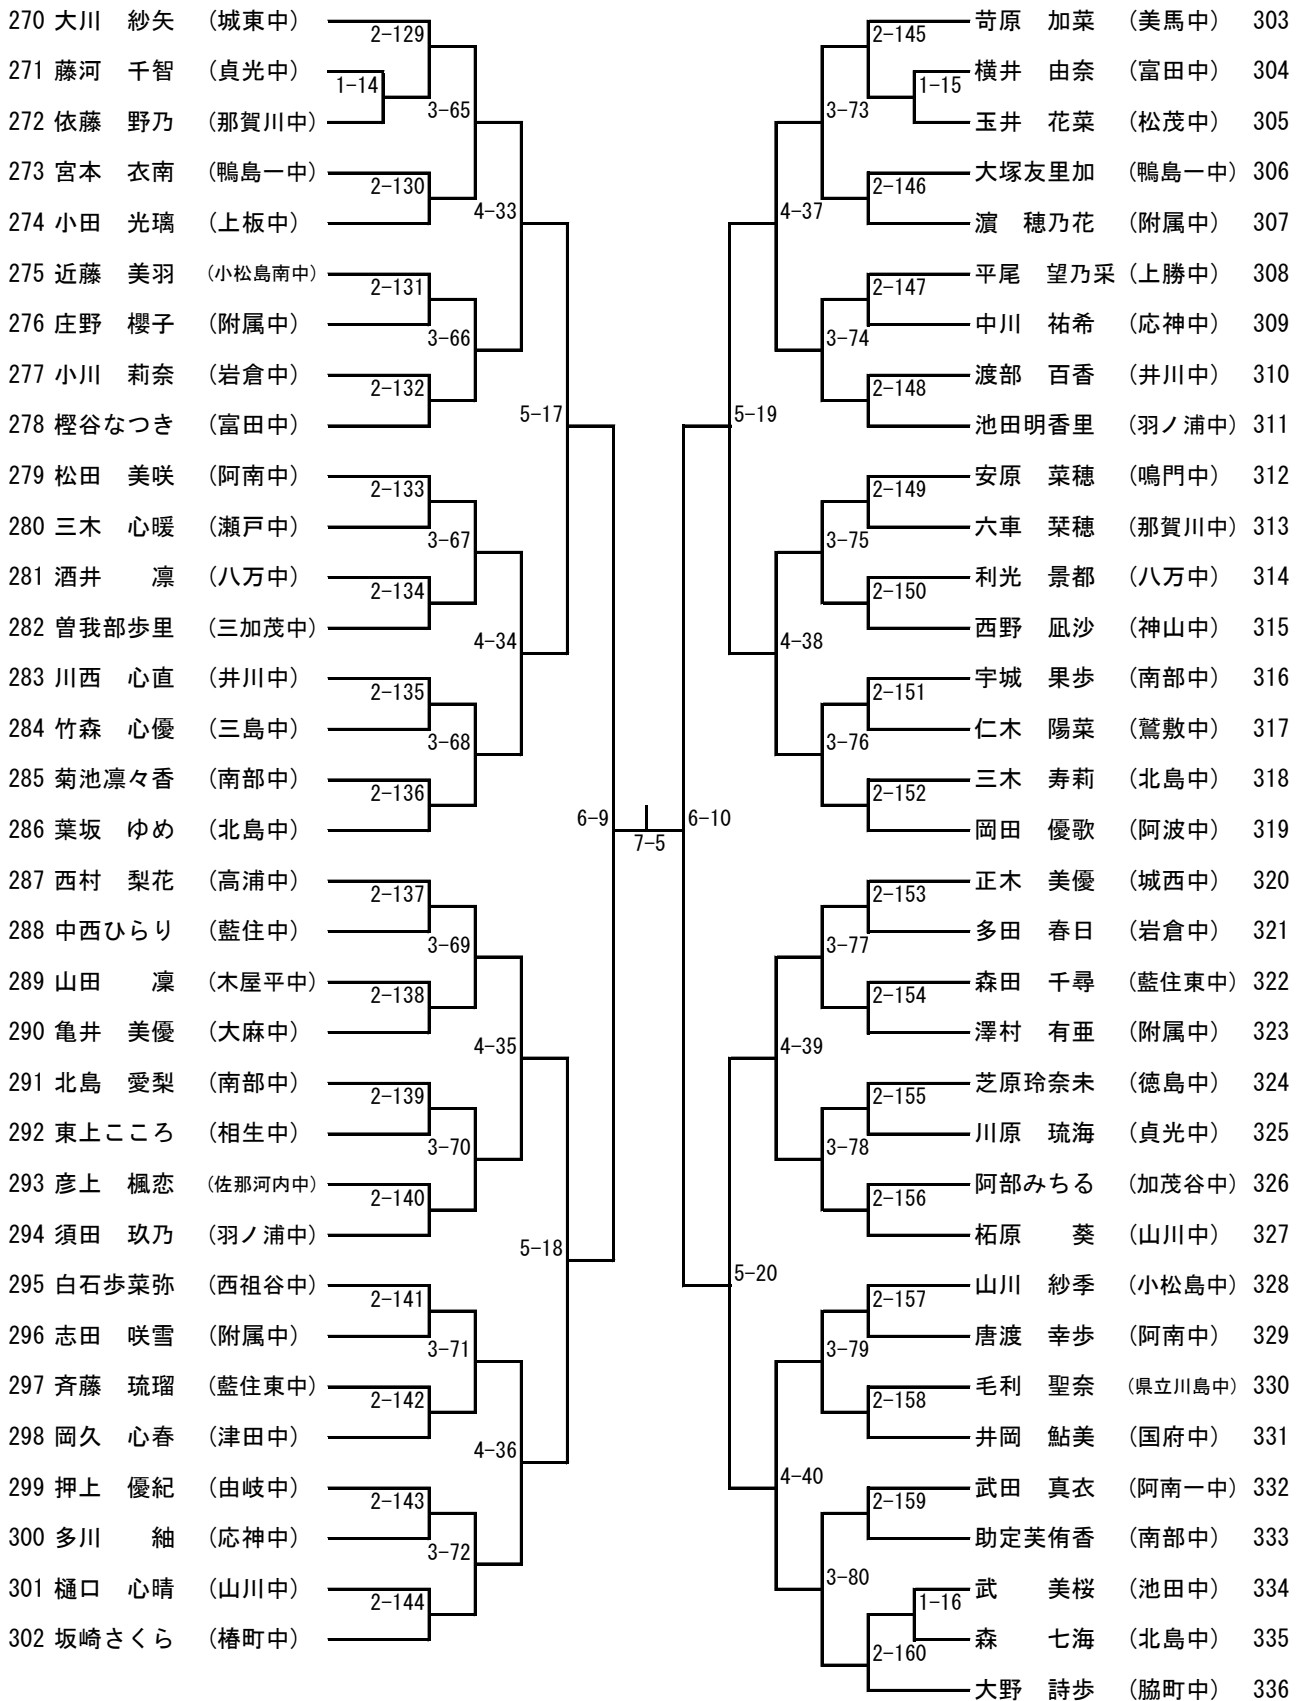 270 大川　紗矢　（城東中）
2-129
271 藤河　千智　（貞光中）
1-14
3-65
272 依藤　野乃　（那賀川中）
273 宮本　衣南　（鴨島一中）
2-130
4-33
274 小田　光璃　（上板中）
275 近藤　美羽　（小松島南中）
2-131
276 庄野　櫻子　（附属中）
3-66
277 小川　莉奈　（岩倉中）
2-132
5-17
278 樫谷なつき　（富田中）
279 松田　美咲　（阿南中）
2-133
280 三木　心暖　（瀬戸中）
3-67
281 酒井　　凛　（八万中）
2-134
282 曽我部歩里　（三加茂中）
4-34
283 川西　心直　（井川中）
2-135
284 竹森　心優　（三島中）
3-68
285 菊池凛々香　（南部中）
2-136
6-9
286 葉坂　ゆめ　（北島中）
7-5
287 西村　梨花　（高浦中）
2-137
288 中西ひらり　（藍住中）
3-69
289 山田　　凜　（木屋平中）
2-138
290 亀井　美優　（大麻中）
4-35
291 北島　愛梨　（南部中）
2-139
292 東上こころ　（相生中）
3-70
293 彦上　楓恋　（佐那河内中）
2-140
294 須田　玖乃　（羽ノ浦中）
5-18
295 白石歩菜弥　（西祖谷中）
2-141
296 志田　咲雪　（附属中）
3-71
297 斉藤　琉瑠　（藍住東中）
2-142
298 岡久　心春　（津田中）
4-36
299 押上　優紀　（由岐中）
2-143
300 多川　　紬　（応神中）
3-72
301 樋口　心晴　（山川中）
2-144
302 坂崎さくら　（椿町中）
苛原　加菜　（美馬中）　303
2-145
横井　由奈　（富田中）　304
1-15
3-73
玉井　花菜　（松茂中）　305
大塚友里加　（鴨島一中）　306
2-146
4-37
濵　穂乃花　（附属中）　307
平尾　望乃采　（上勝中）　308
2-147
中川　祐希　（応神中）　309
3-74
渡部　百香　（井川中）　310
2-148
5-19
池田明香里　（羽ノ浦中）　311
安原　菜穂　（鳴門中）　312
2-149
六車　栞穂　（那賀川中）　313
3-75
利光　景都　（八万中）　314
2-150
西野　凪沙　（神山中）　315
4-38
宇城　果歩　（南部中）　316
2-151
仁木　陽菜　（鷲敷中）　317
3-76
三木　寿莉　（北島中）　318
2-152
6-10
岡田　優歌　（阿波中）　319
正木　美優　（城西中）　320
2-153
多田　春日　（岩倉中）　321
3-77
森田　千尋　（藍住東中）　322
2-154
澤村　有亜　（附属中）　323
4-39
芝原玲奈未　（徳島中）　324
2-155
川原　琉海　（貞光中）　325
3-78
阿部みちる　（加茂谷中）　326
2-156
柘原　　葵　（山川中）　327
5-20
山川　紗季　（小松島中）　328
2-157
唐渡　幸歩　（阿南中）　329
3-79
毛利　聖奈　（県立川島中）　330
2-158
井岡　鮎美　（国府中）　331
4-40
武田　真衣　（阿南一中）　332
2-159
助定芙侑香　（南部中）　333
3-80
武　　美桜　（池田中）　334
1-16
森　　七海　（北島中）　335
2-160
大野　詩歩　（脇町中）　336